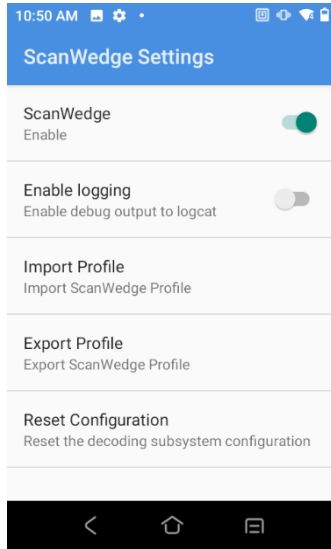 10:50 AM
ScanWedge Settings
ScanWedge
Enable
Enable logging
Enable debug output to logcat
Import Profile
Import ScanWedge Profile
Export Profile
Export ScanWedge Profile
Reset Configuration
Reset the decoding subsystem configuration